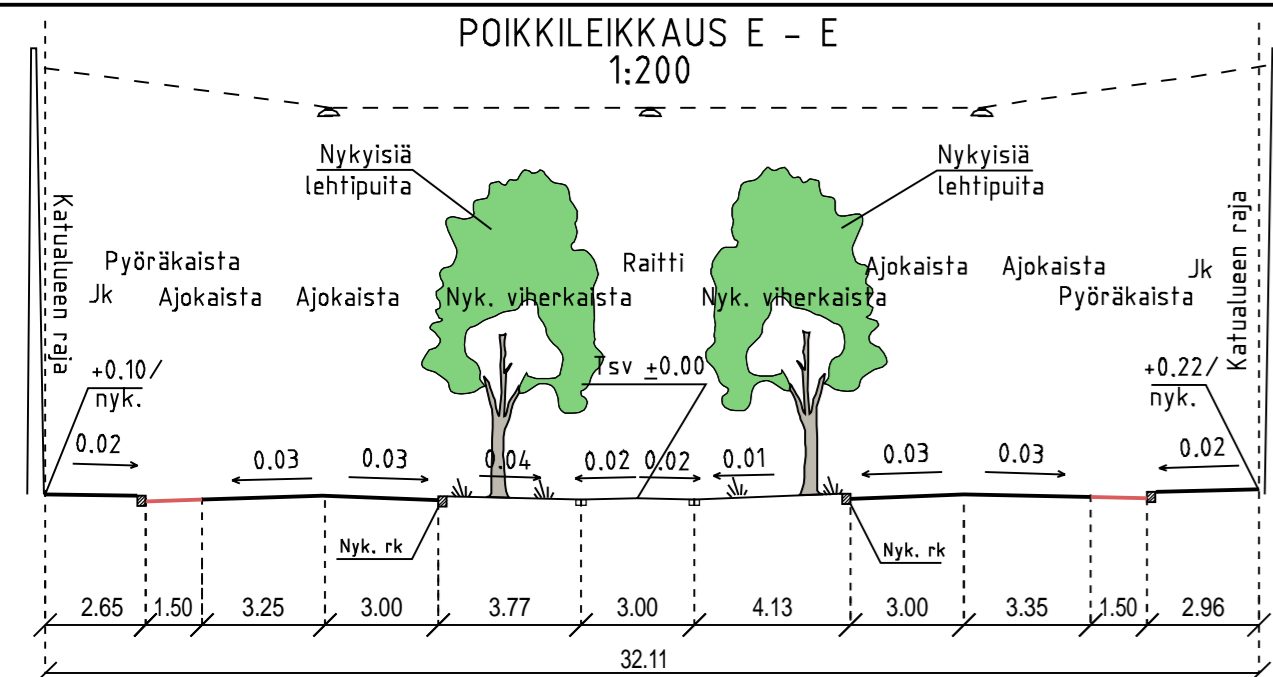 POIKKILEIKKAUS E - E
1:200
Nykyisiä
lehtipuita
Nykyisiä
lehtipuita
Katualueen raja
Katualueen raja
Pyöräkaista
Raitti
Ajokaista
Ajokaista
Jk
Jk
Ajokaista
Ajokaista
Nyk. viherkaista
Nyk. viherkaista
Pyöräkaista
+0.10/
nyk.
Tsv ±0.00
+0.22/
nyk.
0.02
0.03
0.03
0.04
0.02
0.02
0.01
0.03
0.03
0.02
Nyk. rk
Nyk. rk
2.65
1.50
3.25
3.00
3.77
3.00
4.13
3.00
3.35
1.50
2.96
32.11